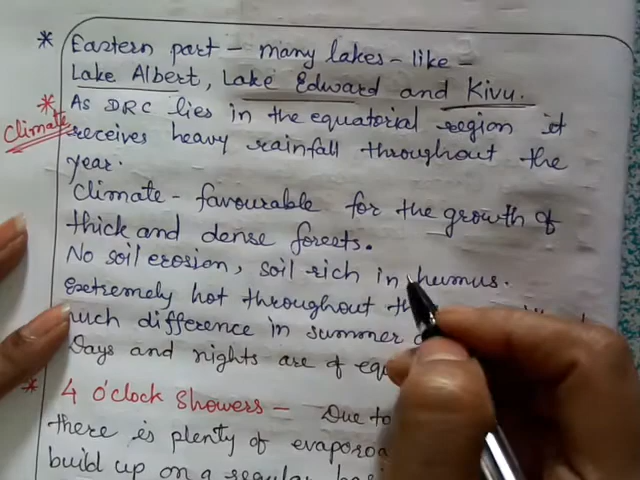 * Eastern part - many lakes - like -
Lake Albert, Lake Edward and Kivu.
* As DRC lies in the equatorial region it
Climate receives heavy rainfall throughout the
year.
Climate - favourable for the growth of
thick and dense forests.
No soil erosion, soil rich in humus.
Extremely hot throughout th
much difference in summer
Days and nights are of equ
* 4 o'clock Showers - Due to
there is plenty of evapora
build up on a regular